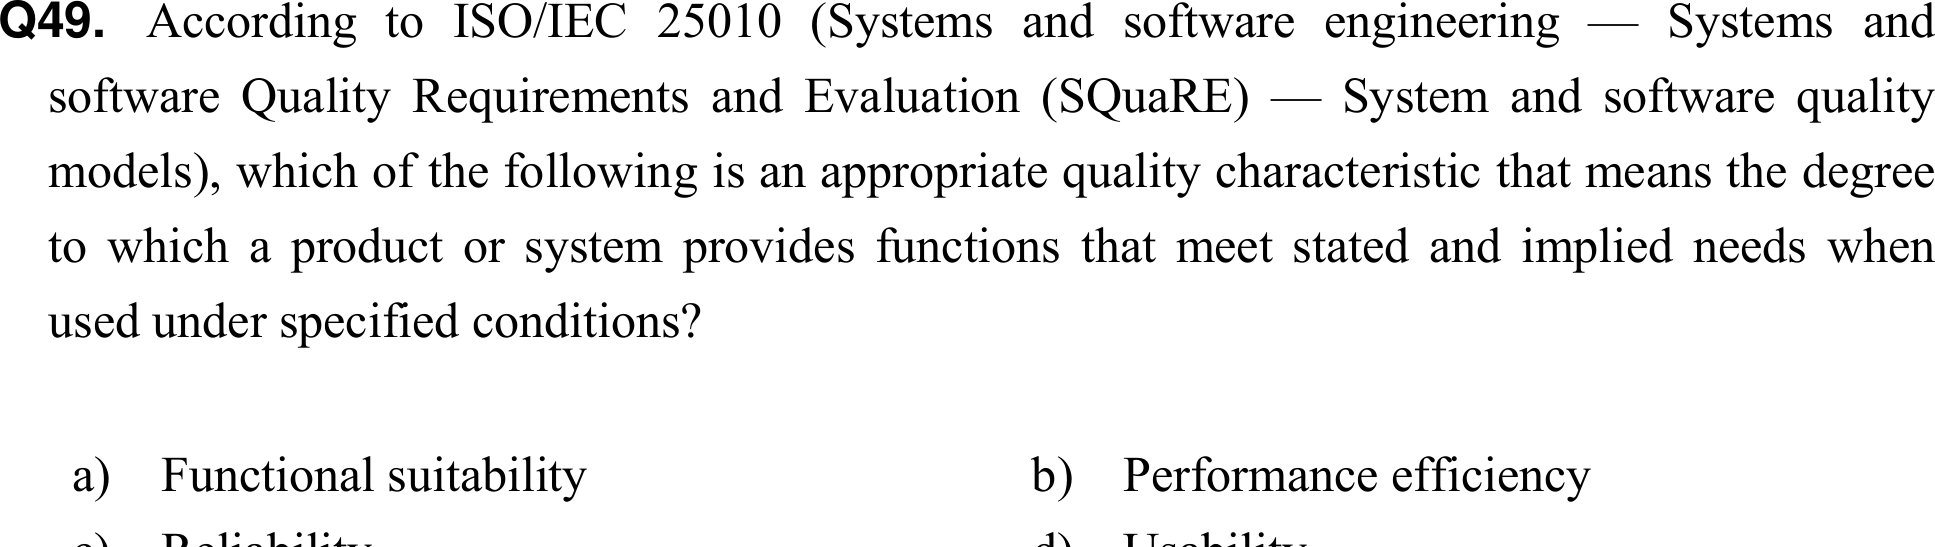 Q49. According to ISO/IEC 25010 (Systems and software engineering — Systems and
software Quality Requirements and Evaluation (SQuaRE) — System and software quality
models), which of the following is an appropriate quality characteristic that means the degree
to which a product or system provides functions that meet stated and implied needs when
used under specified conditions?
a) Functional suitability b) Performance efficiency
c) Reliability d) Usability